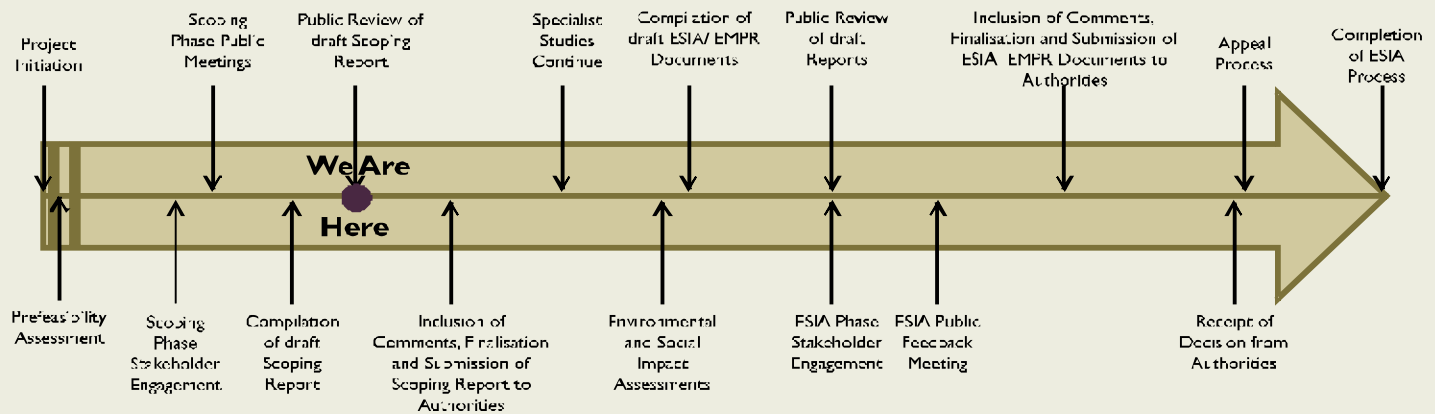 Project
Initiation
Scoping
Phase Public
Meetings
Public Review of
draft Scoping
Report
Specialist
Studies
Continue
Compilation of
draft ESIA/ EMPR
Documents
Public Review
of draft
Reports
Inclusion of Comments,
Finalisation and Submission of
ESIA EMPR Documents to
Authorities
Appeal
Process
Completion
of ESIA
Process
We Are
Here
Prefeasibility
Assessment
Scoping
Phase
Stakeholder
Engagement
Compilation
of draft
Scoping
Report
Inclusion of
Comments, Finalisation
and Submission of
Scoping Report to
Authorities
Environmental
and Social
Impact
Assessments
ESIA Phase
Stakeholder
Engagement
ESIA Public
Feedback
Meeting
Receipt of
Decision from
Authorities